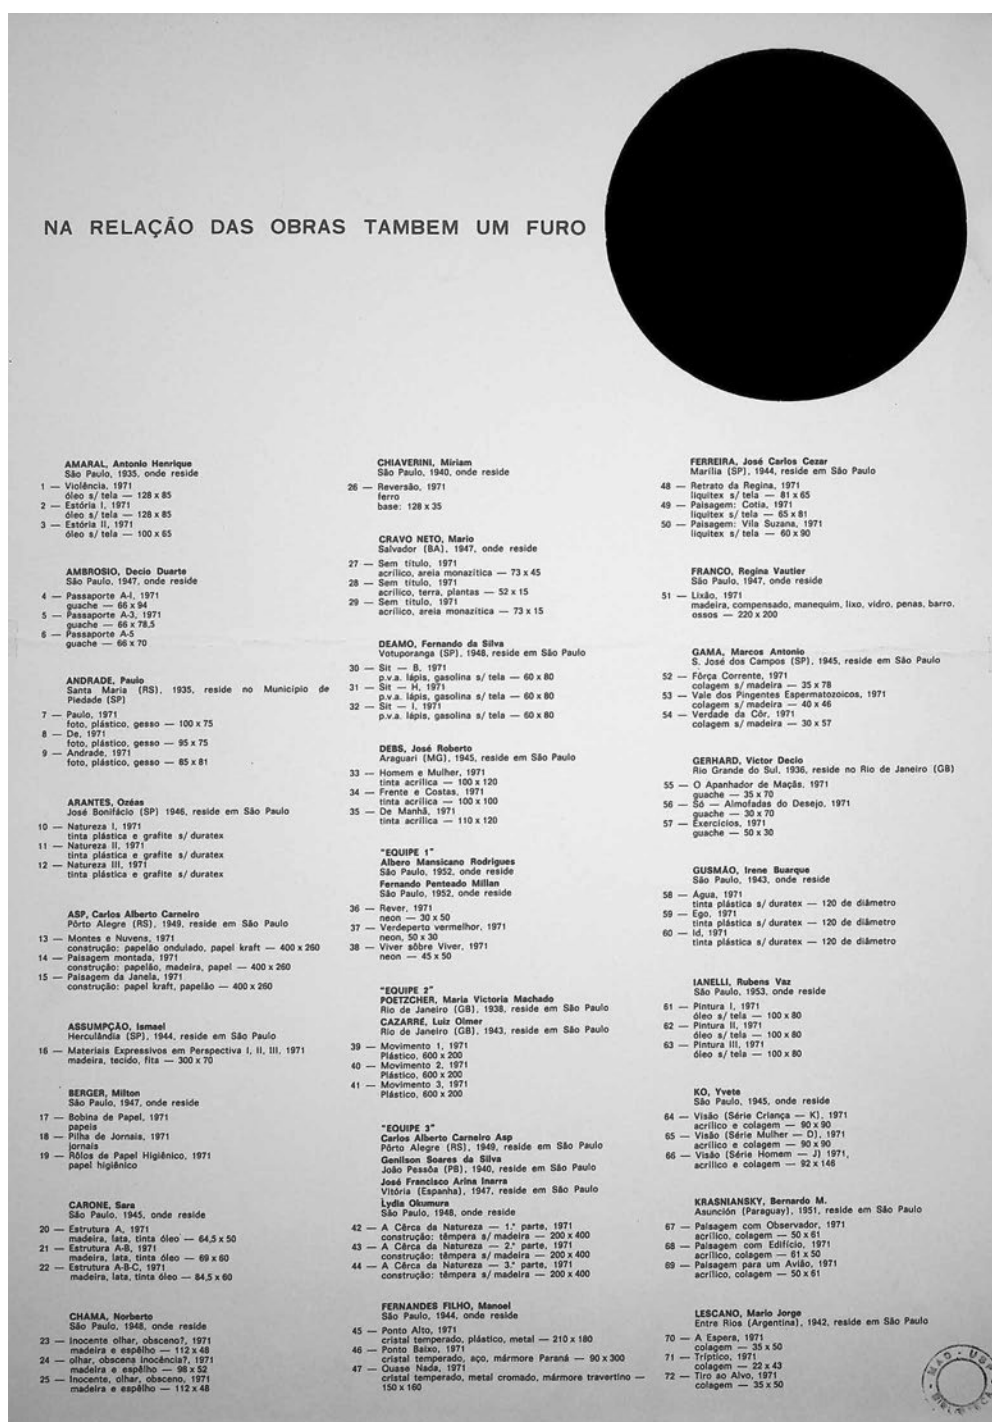 NA RELAÇÃO DAS OBRAS TAMBEM UM FURO
AMARAL, Antonio Henrique
São Paulo, 1935, onde reside
1 — Violência, 1971
óleo s/ tela — 128 x 85
2 — Estória I, 1971
óleo s/ tela — 128 x 85
3 — Estória II, 1971
óleo s/ tela — 100 x 65
AMBROSIO, Decio Duarte
São Paulo, 1947, onde reside
4 — Passaporte A-I, 1971
guache — 66 x 94
5 — Passaporte A-3, 1971
guache — 66 x 78,5
6 — Passaporte A-5
guache — 66 x 70
ANDRADE, Paulo
Santa Maria (RS), 1935, reside no Município de
Piedade (SP)
7 — Paulo, 1971
foto, plástico, gesso — 100 x 75
8 — De, 1971
foto, plástico, gesso — 95 x 75
9 — Andrade, 1971
foto, plástico, gesso — 85 x 81
ARANTES, Ozéas
José Bonifácio (SP) 1946, reside em São Paulo
10 — Natureza I, 1971
tinta plástica e grafite s/ duratex
11 — Natureza II, 1971
tinta plástica e grafite s/ duratex
12 — Natureza III, 1971
tinta plástica e grafite s/ duratex
ASP, Carlos Alberto Carneiro
Pôrto Alegre (RS), 1949, reside em São Paulo
13 — Montes e Nuvens, 1971
construção: papelão ondulado, papel kraft — 400 x 260
14 — Paisagem montada, 1971
construção: papelão, madeira, papel — 400 x 260
15 — Paisagem da Janela, 1971
construção: papel kraft, papelão — 400 x 260
ASSUMPÇÃO, Ismael
Herculândia (SP), 1944, reside em São Paulo
16 — Materiais Expressivos em Perspectiva I, II, III, 1971
madeira, tecido, fita — 300 x 70
BERGER, Milton
São Paulo, 1947, onde reside
17 — Bobina de Papel, 1971
papeis
18 — Pilha de Jornais, 1971
jornais
19 — Rôlos de Papel Higiênico, 1971
papel higiênico
CARONE, Sara
São Paulo, 1945, onde reside
20 — Estrutura A, 1971
madeira, lata, tinta óleo — 64,5 x 50
21 — Estrutura A-B, 1971
madeira, lata, tinta óleo — 69 x 60
22 — Estrutura A-B-C, 1971
madeira, lata, tinta óleo — 84,5 x 60
CHAMA, Norberto
São Paulo, 1948, onde reside
23 — Inocente olhar, obsceno?, 1971
madeira e espêlho — 112 x 48
24 — olhar, obscena inocência?, 1971
madeira e espêlho — 98 x 52
25 — Inocente, olhar, obsceno, 1971
madeira e espêlho — 112 x 48
CHIAVERINI, Miriam
São Paulo, 1940, onde reside
26 — Reversão, 1971
ferro
base: 128 x 35
CRAVO NETO, Mario
Salvador (BA), 1947, onde reside
27 — Sem título, 1971
acrílico, areia monazítica — 73 x 45
28 — Sem título, 1971
acrílico, terra, plantas — 52 x 15
29 — Sem título, 1971
acrílico, areia monazítica — 73 x 15
DEAMO, Fernando da Silva
Votuporanga (SP), 1948, reside em São Paulo
30 — Sit — B, 1971
p.v.a. lápis, gasolina s/ tela — 60 x 80
31 — Sit — H, 1971
p.v.a. lápis, gasolina s/ tela — 60 x 80
32 — Sit — I, 1971
p.v.a. lápis, gasolina s/ tela — 60 x 80
DEBS, José Roberto
Araguari (MG), 1945, reside em São Paulo
33 — Homem e Mulher, 1971
tinta acrílica — 100 x 120
34 — Frente e Costas, 1971
tinta acrílica — 100 x 100
35 — De Manhã, 1971
tinta acrílica — 110 x 120
"EQUIPE 1"
Albero Mansicano Rodrigues
São Paulo, 1952, onde reside
Fernando Penteado Millan
São Paulo, 1952, onde reside
36 — Rever, 1971
neon — 30 x 50
37 — Verdeperto vermelhor, 1971
neon, 50 x 30
38 — Viver sôbre Viver, 1971
neon — 45 x 50
"EQUIPE 2"
POETZCHER, Maria Victoria Machado
Rio de Janeiro (GB), 1938, reside em São Paulo
CAZARRÉ, Luiz Olmer
Rio de Janeiro (GB), 1943, reside em São Paulo
39 — Movimento 1, 1971
Plástico, 600 x 200
40 — Movimento 2, 1971
Plástico, 600 x 200
41 — Movimento 3, 1971
Plástico, 600 x 200
"EQUIPE 3"
Carlos Alberto Carneiro Asp
Pôrto Alegre (RS), 1949, reside em São Paulo
Genilson Soares da Silva
João Pessôa (PB), 1940, reside em São Paulo
José Francisco Arina Inarra
Vitória (Espanha), 1947, reside em São Paulo
Lydia Okumura
São Paulo, 1948, onde reside
42 — A Cêrca da Natureza — 1.ª parte, 1971
construção: têmpera s/ madeira — 200 x 400
43 — A Cêrca da Natureza — 2.ª parte, 1971
construção: têmpera s/ madeira — 200 x 400
44 — A Cêrca da Natureza — 3.ª parte, 1971
construção: têmpera s/ madeira — 200 x 400
FERNANDES FILHO, Manoel
São Paulo, 1944, onde reside
45 — Ponto Alto, 1971
cristal temperado, plástico, metal — 210 x 180
46 — Ponto Baixo, 1971
cristal temperado, aço, mármore Paraná — 90 x 300
47 — Quase Nada, 1971
cristal temperado, metal cromado, mármore travertino —
150 x 160
FERREIRA, José Carlos Cezar
Marília (SP), 1944, reside em São Paulo
48 — Retrato da Regina, 1971
liquitex s/ tela — 81 x 65
49 — Paisagem: Cotia, 1971
liquitex s/ tela — 65 x 81
50 — Paisagem: Vila Suzana, 1971
liquitex s/ tela — 60 x 90
FRANCO, Regina Vautier
São Paulo, 1947, onde reside
51 — Lixão, 1971
madeira, compensado, manequim, lixo, vidro, penas, barro,
ossos — 220 x 200
GAMA, Marcos Antonio
S. José dos Campos (SP), 1945, reside em São Paulo
52 — Fôrça Corrente, 1971
colagem s/ madeira — 35 x 78
53 — Vale dos Pingentes Espermatozoicos, 1971
colagem s/ madeira — 40 x 46
54 — Verdade da Côr, 1971
colagem s/ madeira — 30 x 57
GERHARD, Victor Decio
Rio Grande do Sul, 1936, reside no Rio de Janeiro (GB)
55 — O Apanhador de Maçãs, 1971
guache — 35 x 70
56 — Só — Almofadas do Desejo, 1971
guache — 30 x 70
57 — Exercícios, 1971
guache — 50 x 30
GUSMÃO, Irene Buarque
São Paulo, 1943, onde reside
58 — Agua, 1971
tinta plástica s/ duratex — 120 de diâmetro
59 — Ego, 1971
tinta plástica s/ duratex — 120 de diâmetro
60 — Id, 1971
tinta plástica s/ duratex — 120 de diâmetro
IANELLI, Rubens Vaz
São Paulo, 1953, onde reside
61 — Pintura I, 1971
óleo s/ tela — 100 x 80
62 — Pintura II, 1971
óleo s/ tela — 100 x 80
63 — Pintura III, 1971
óleo s/ tela — 100 x 80
KO, Yvete
São Paulo, 1945, onde reside
64 — Visão (Série Criança — K), 1971
acrílico e colagem — 90 x 90
65 — Visão (Série Mulher — D), 1971
acrílico e colagem — 90 x 90
66 — Visão (Série Homem — J) 1971,
acrílico e colagem — 92 x 146
KRASNIANSKY, Bernardo M.
Asunción (Paraguay), 1951, reside em São Paulo
67 — Paisagem com Observador, 1971
acrílico, colagem — 50 x 61
68 — Paisagem com Edifício, 1971
acrílico, colagem — 61 x 50
69 — Paisagem para um Avião, 1971
acrílico, colagem — 50 x 61
LESCANO, Mario Jorge
Entre Rios (Argentina), 1942, reside em São Paulo
70 — A Espera, 1971
colagem — 35 x 50
71 — Tríptico, 1971
colagem — 22 x 43
72 — Tiro ao Alvo, 1971
colagem — 35 x 50
MAC - USP
BIBLIOTECA